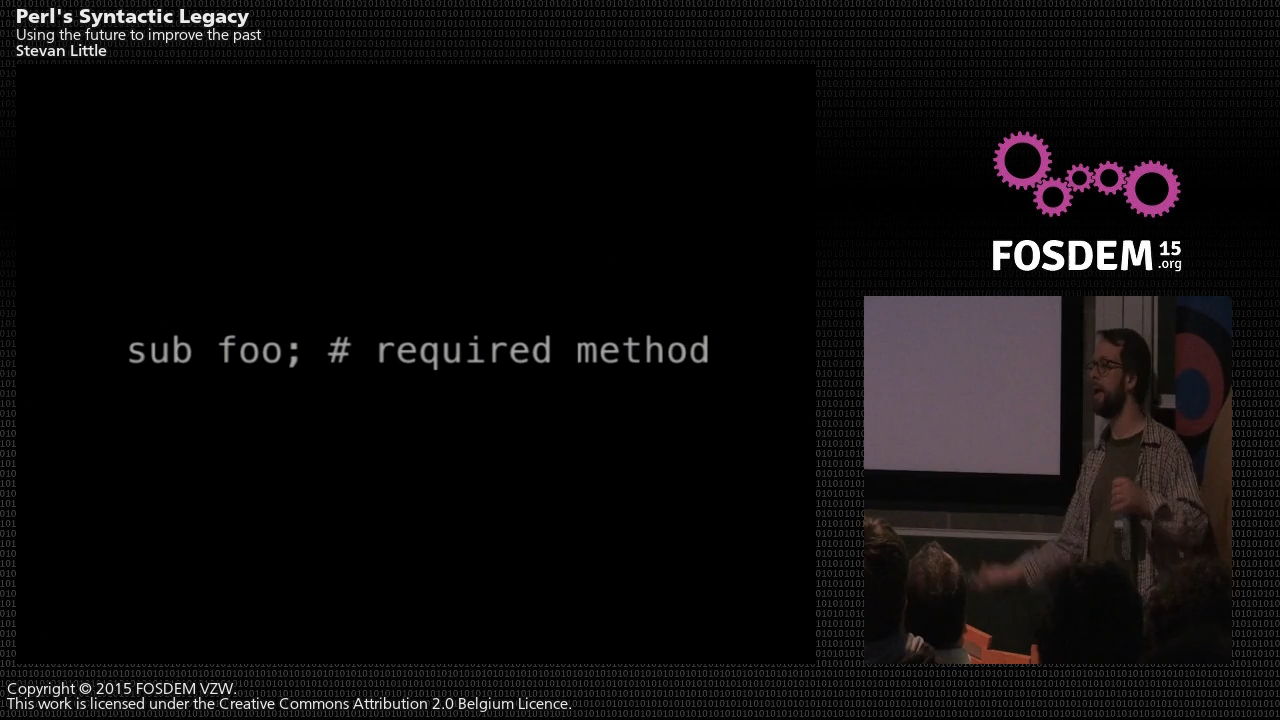 Perl's Syntactic Legacy
Using the future to improve the past
Stevan Little
sub foo; # required method
FOSDEM 15
.org
Copyright © 2015 FOSDEM VZW.
This work is licensed under the Creative Commons Attribution 2.0 Belgium Licence.